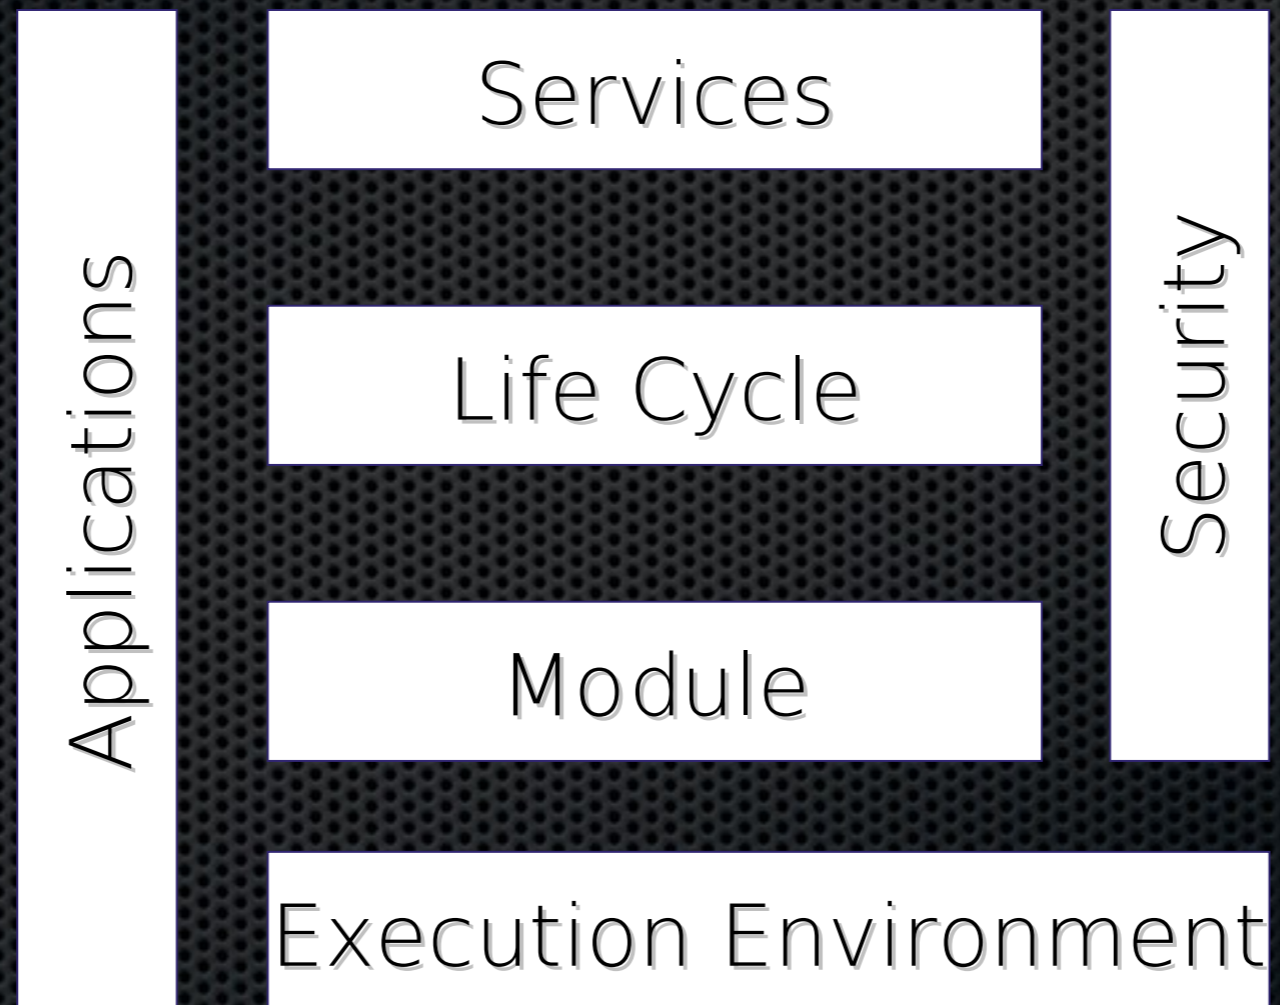 Applications
Services
Life Cycle
Module
Execution Environment
Security